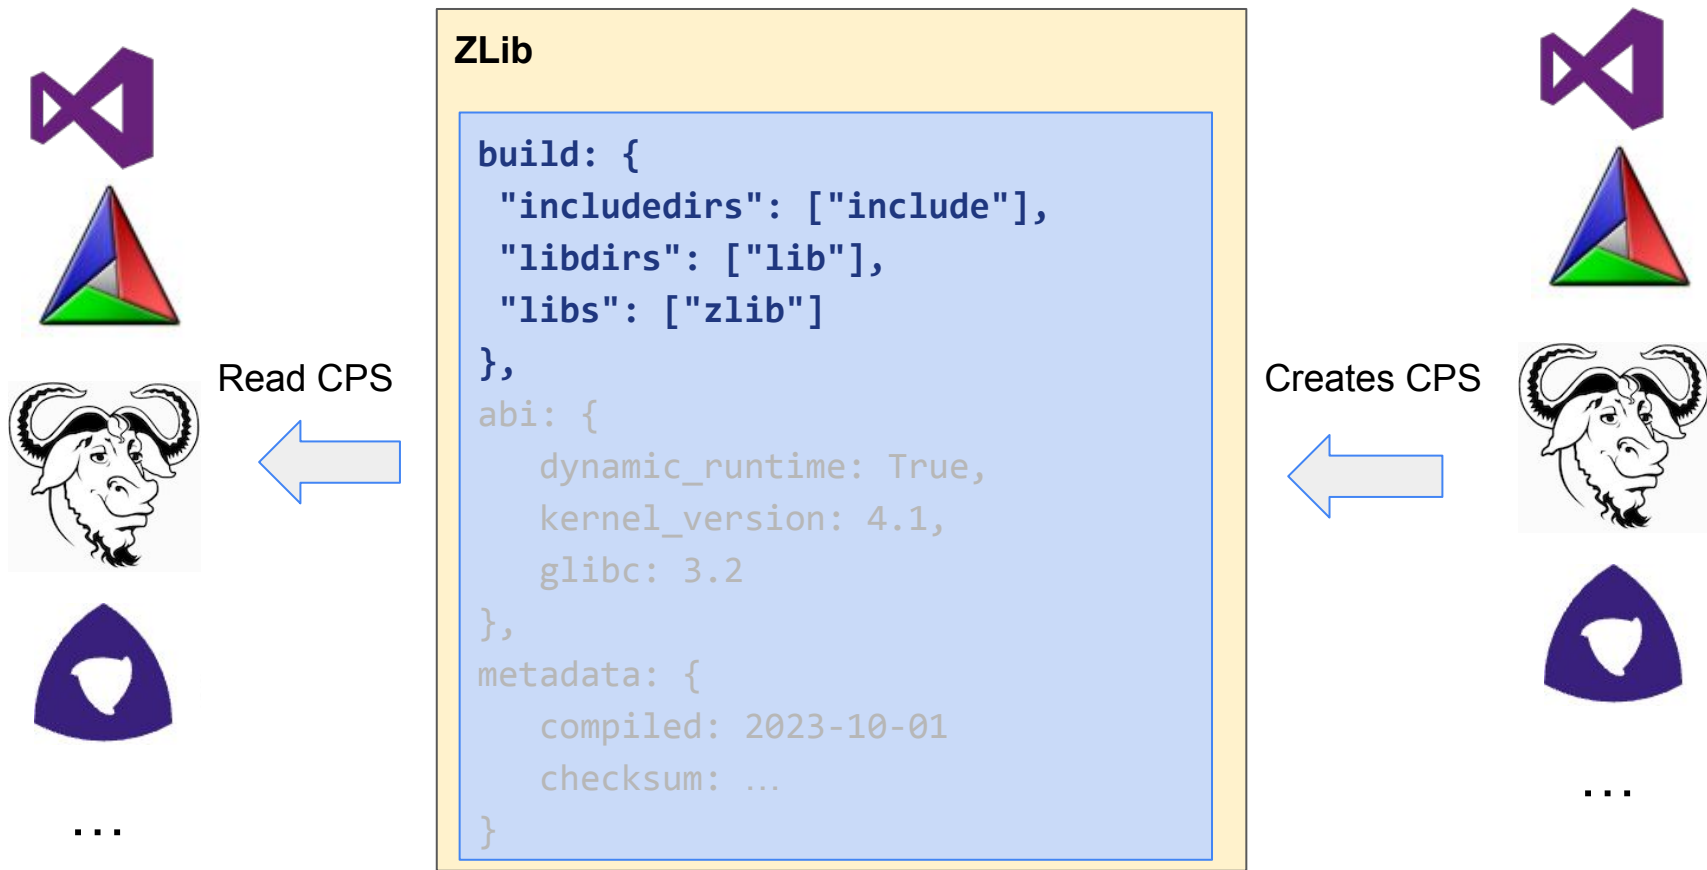 ZLib
build: {
"includedirs": ["include"],
"libdirs": ["lib"],
"libs": ["zlib"]
},
abi: {
dynamic_runtime: True,
kernel_version: 4.1,
glibc: 3.2
},
metadata: {
compiled: 2023-10-01
checksum: …
}
Read CPS
…
Creates CPS
…